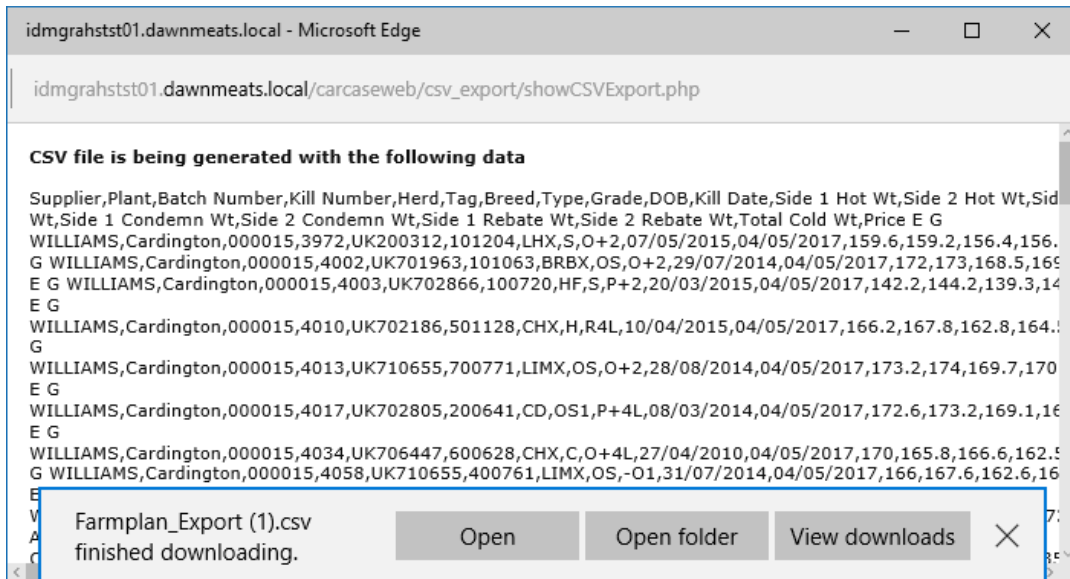 idmgrahstst01.dawnmeats.local - Microsoft Edge
idmgrahstst01.dawnmeats.local/carcaseweb/csv_export/showCSVExport.php
CSV file is being generated with the following data
Supplier,Plant,Batch Number,Kill Number,Herd,Tag,Breed,Type,Grade,DOB,Kill Date,Side 1 Hot Wt,Side 2 Hot Wt,Sid
Wt,Side 1 Condemn Wt,Side 2 Condemn Wt,Side 1 Rebate Wt,Side 2 Rebate Wt,Total Cold Wt,Price E G
WILLIAMS,Cardington,000015,3972,UK200312,101204,LHX,S,O+2,07/05/2015,04/05/2017,159.6,159.2,156.4,156.
G WILLIAMS,Cardington,000015,4002,UK701963,101063,BRBX,OS,O+2,29/07/2014,04/05/2017,172,173,168.5,169
E G WILLIAMS,Cardington,000015,4003,UK702866,100720,HF,S,P+2,20/03/2015,04/05/2017,142.2,144.2,139.3,14
E G
WILLIAMS,Cardington,000015,4010,UK702186,501128,CHX,H,R4L,10/04/2015,04/05/2017,166.2,167.8,162.8,164.
G
WILLIAMS,Cardington,000015,4013,UK710655,700771,LIMX,OS,O+2,28/08/2014,04/05/2017,173.2,174,169.7,170
E G
WILLIAMS,Cardington,000015,4017,UK702805,200641,CD,OS1,P+4L,08/03/2014,04/05/2017,172.6,173.2,169.1,16
E G
WILLIAMS,Cardington,000015,4034,UK706447,600628,CHX,C,O+4L,27/04/2010,04/05/2017,170,165.8,166.6,162.5
G WILLIAMS,Cardington,000015,4058,UK710655,400761,LIMX,OS,-O1,31/07/2014,04/05/2017,166,167.6,162.6,16
Farmplan_Export (1).csv
finished downloading.
Open
Open folder
View downloads